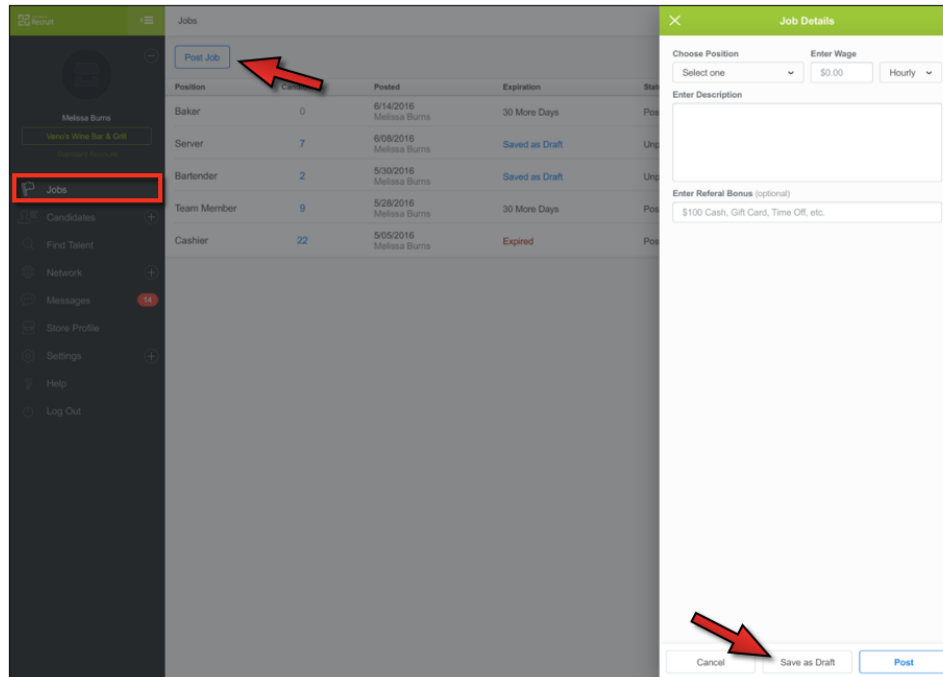 Recruit
Melissa Burns
Veno's Wine Bar & Grill
Standard Account
Jobs
Candidates
Find Talent
Network
Messages 14
Store Profile
Settings
Help
Log Out
Jobs
Post Job
Position Posted Expiration
Baker 0 6/14/2016 30 More Days
Melissa Burns
Server 7 6/08/2016 Saved as Draft
Melissa Burns
Bartender 2 5/30/2016 Saved as Draft
Melissa Burns
Team Member 9 5/28/2016 30 More Days
Melissa Burns
Cashier 22 5/05/2016 Expired
Melissa Burns
Job Details
Choose Position Enter Wage
Select one $0.00 Hourly
Enter Description
Enter Referal Bonus (optional)
$100 Cash, Gift Card, Time Off, etc.
Cancel Save as Draft Post